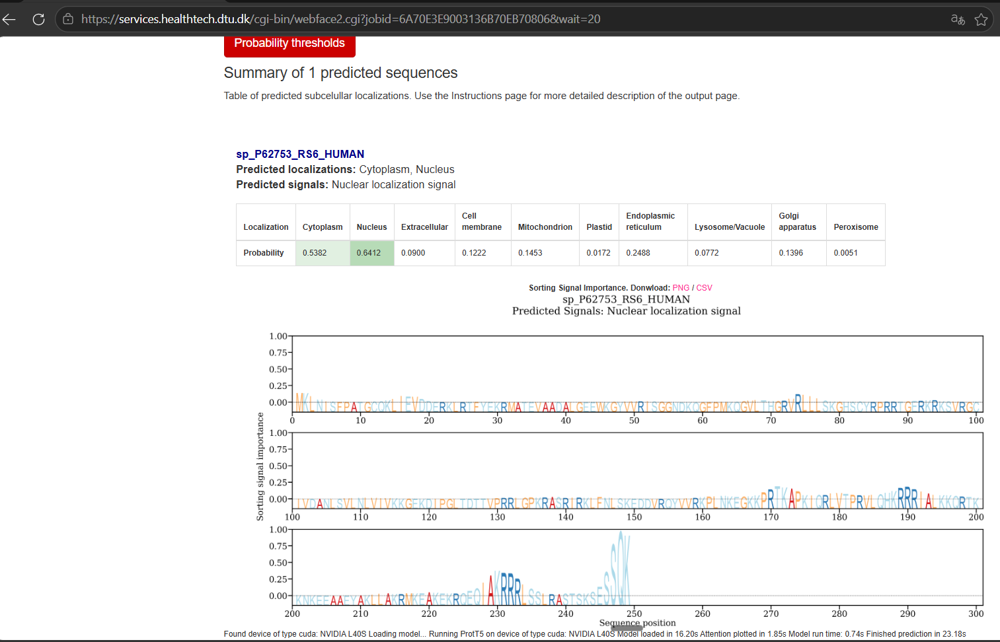 https://services.healthtech.dtu.dk/cgi-bin/webface2.cgi?jobid=6A70E3E9003136B70EB70806&wait=20
Probability thresholds
Summary of 1 predicted sequences
Table of predicted subcelullar localizations. Use the Instructions page for more detailed description of the output page.
sp_P62753_RS6_HUMAN
Predicted localizations: Cytoplasm, Nucleus
Predicted signals: Nuclear localization signal
Localization Cytoplasm Nucleus Extracellular Cell membrane Mitochondrion Plastid Endoplasmic reticulum Lysosome/Vacuole Golgi apparatus Peroxisome
Probability 0.5382 0.6412 0.0900 0.1222 0.1453 0.0172 0.2488 0.0772 0.1396 0.0051
Sorting Signal Importance. Donwload: PNG / CSV
sp_P62753_RS6_HUMAN
Predicted Signals: Nuclear localization signal
Sorting signal importance
1.00
0.75
0.50
0.25
0.00
0 10 20 30 40 50 60 70 80 90 100
1.00
0.75
0.50
0.25
0.00
100 110 120 130 140 150 160 170 180 190 200
1.00
0.75
0.50
0.25
0.00
200 210 220 230 240 250 260 270 280 290 300
Sequence position
Found device of type cuda: NVIDIA L40S Loading model... Running ProtT5 on device of type cuda: NVIDIA L40S Model loaded in 16.20s Attention plotted in 1.85s Model run time: 0.74s Finished prediction in 23.18s